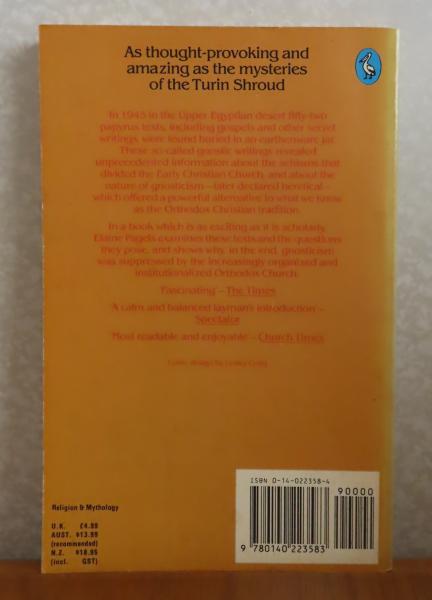 As thought-provoking and
amazing as the mysteries
of the Turin Shroud
In 1945 in the Upper Egyptian desert fifty-two
papyrus texts, including gospels and other secret
writings, were found buried in an earthenware jar.
These so-called gnostic writings revealed
unprecedented information about the schisms that
divided the Early Christian Church, and about the
nature of gnosticism – later declared heretical –
which offered a powerful alternative to what we know
as the Orthodox Christian tradition.
In a book which is as exciting as it is scholarly,
Elaine Pagels examines these texts and the questions
they pose, and shows why, in the end, gnosticism
was suppressed by the increasingly organized and
institutionalized Orthodox Church.
'Fascinating' – The Times
'A calm and balanced layman's introduction' –
Spectator
'Most readable and enjoyable' – Church Times
Cover design by
ISBN 0-14-022358-4
90000
9 780140 223583
Religion & Mythology
U.K. £4.99
AUST. $13.99
(recommended)
N.Z. $18.95
(incl. GST)